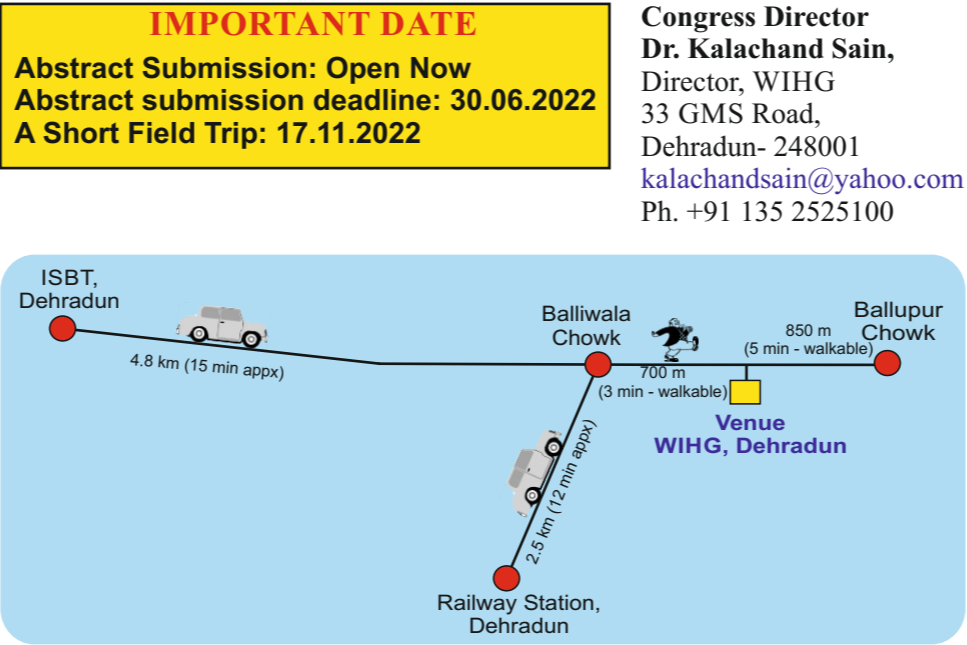 IMPORTANT DATE
Abstract Submission: Open Now
Abstract submission deadline: 30.06.2022
A Short Field Trip: 17.11.2022
Congress Director
Dr. Kalachand Sain,
Director, WIHG
33 GMS Road,
Dehradun- 248001
kalachandsain@yahoo.com
Ph. +91 135 2525100
ISBT,
Dehradun
4.8 km (15 min appx)
Balliwala
Chowk
700 m
(3 min - walkable)
850 m
(5 min - walkable)
Ballupur
Chowk
Venue
WIHG, Dehradun
2.5 km (12 min appx)
Railway Station,
Dehradun